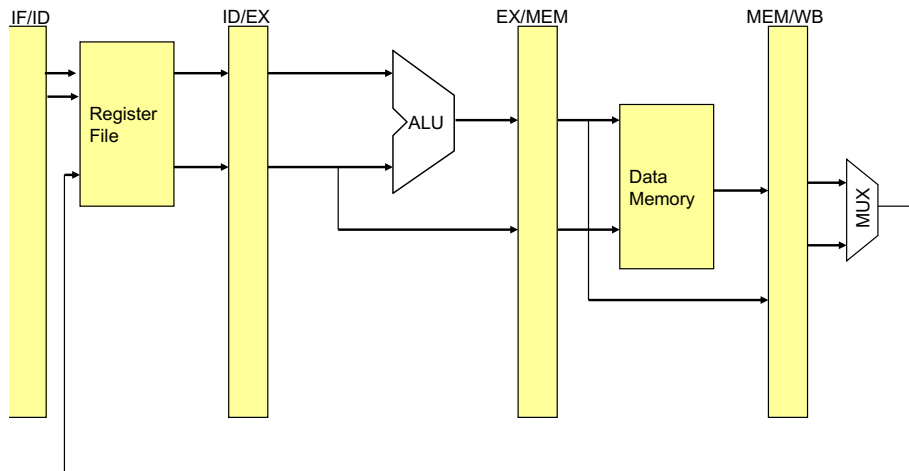 IF/ID
ID/EX
EX/MEM
MEM/WB
Register
File
ALU
Data
Memory
MUX